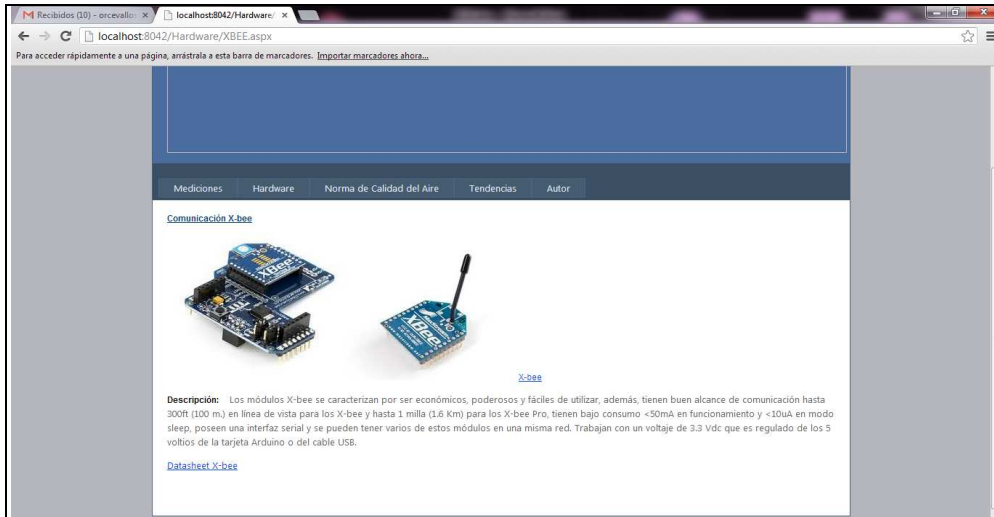 Recibidos (10) - orcevallos
localhost:8042/Hardware/
localhost:8042/Hardware/XBEE.aspx
Para acceder rápidamente a una página, arrástrala a esta barra de marcadores. Importar marcadores ahora...
Mediciones Hardware Norma de Calidad del Aire Tendencias Autor
Comunicación X-bee
XBee
XBee
X-bee
Descripción: Los módulos X-bee se caracterizan por ser económicos, poderosos y fáciles de utilizar, además, tienen buen alcance de comunicación hasta
300ft (100 m.) en línea de vista para los X-bee y hasta 1 milla (1.6 Km) para los X-bee Pro, tienen bajo consumo <50mA en funcionamiento y <10uA en modo
sleep, poseen una interfaz serial y se pueden tener varios de estos módulos en una misma red. Trabajan con un voltaje de 3.3 Vdc que es regulado de los 5
voltios de la tarjeta Arduino o del cable USB.
Datasheet X-bee